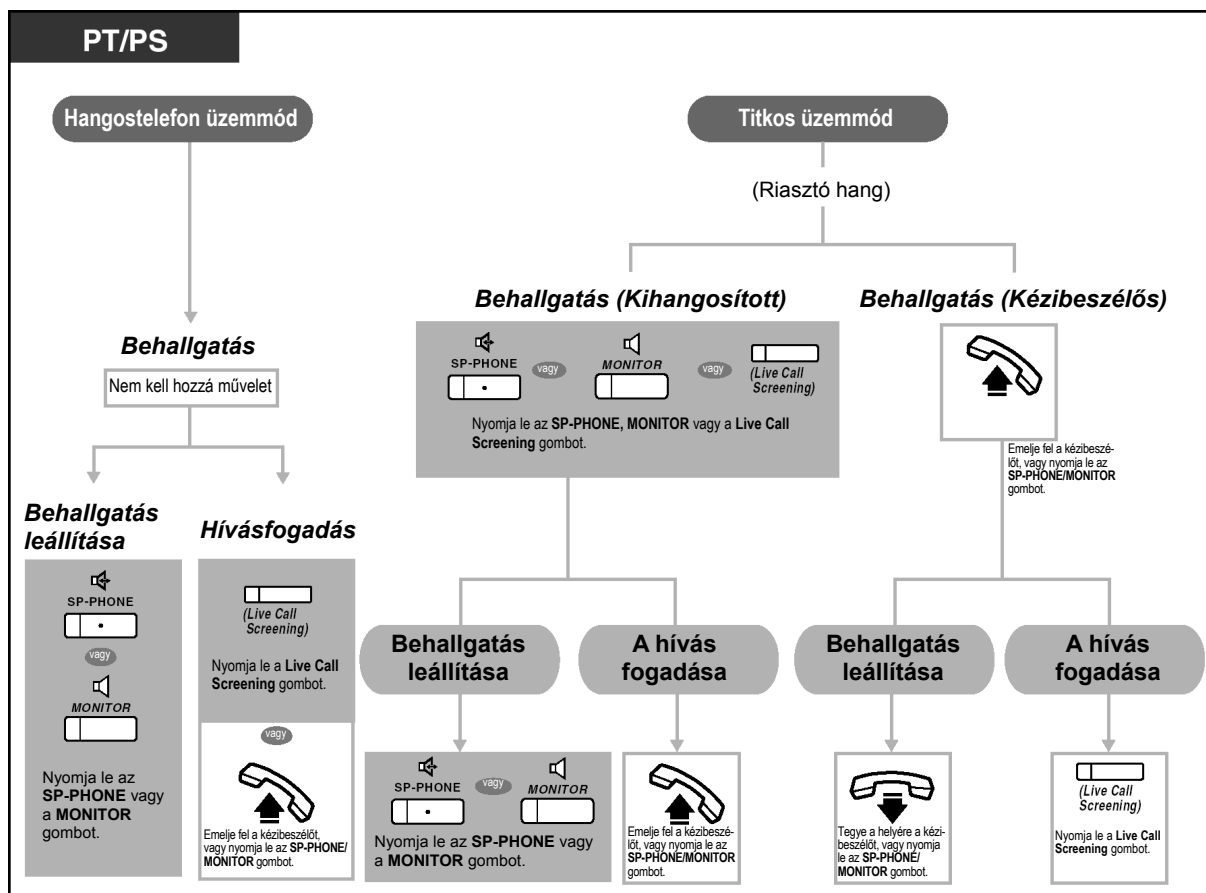 PT/PS
Hangostelefon üzemmód
Behallgatás
Nem kell hozzá művelet
Behallgatás
leállítása
SP-PHONE
vagy
MONITOR
Nyomja le az
SP-PHONE vagy
a MONITOR
gombot.
Hívásfogadás
(Live Call
Screening)
Nyomja le a Live Call
Screening gombot.
vagy
Emelje fel a kézibeszélőt,
vagy nyomja le az SP-PHONE/
MONITOR gombot.
Titkos üzemmód
(Riasztó hang)
Behallgatás (Kihangosított)
SP-PHONE
vagy
MONITOR
vagy
(Live Call
Screening)
Nyomja le az SP-PHONE, MONITOR vagy a Live Call
Screening gombot.
Behallgatás
leállítása
SP-PHONE
vagy
MONITOR
Nyomja le az SP-PHONE vagy
a MONITOR gombot.
A hívás
fogadása
Emelje fel a kézibeszé-
lőt, vagy nyomja le az
SP-PHONE/MONITOR
gombot.
Behallgatás (Kézibeszélős)
Emelje fel a kézibeszé-
lőt, vagy nyomja le az
SP-PHONE/MONITOR
gombot.
Behallgatás
leállítása
Tegye a helyére a kézi-
beszélőt, vagy nyomja
le az SP-PHONE/
MONITOR gombot.
A hívás
fogadása
(Live Call
Screening)
Nyomja le a Live Call
Screening gombot.